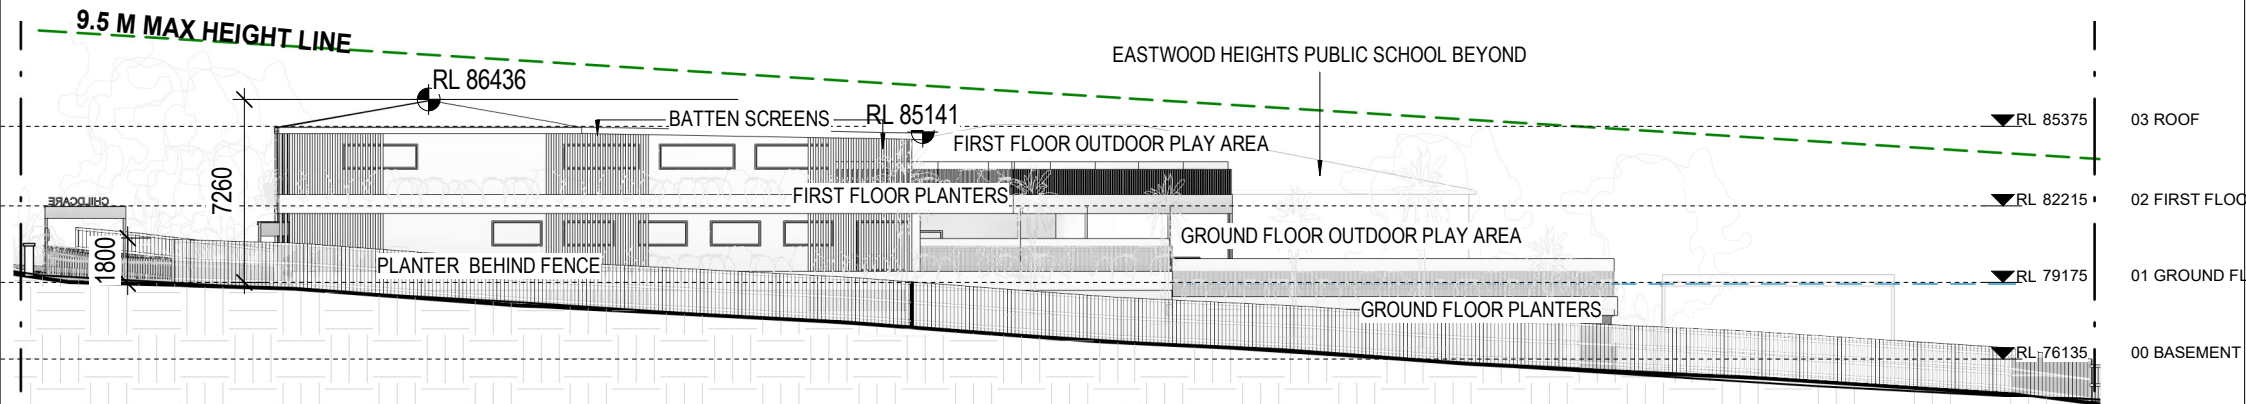 9.5 M MAX HEIGHT LINE
EASTWOOD HEIGHTS PUBLIC SCHOOL BEYOND
RL 86436
BATTEN SCREENS
RL 85141
RL 85375
03 ROOF
FIRST FLOOR OUTDOOR PLAY AREA
7260
FIRST FLOOR PLANTERS
CHILDCARE
RL 82215
02 FIRST FLOO
GROUND FLOOR OUTDOOR PLAY AREA
1800
PLANTER BEHIND FENCE
RL 79175
01 GROUND FL
GROUND FLOOR PLANTERS
RL 76135
00 BASEMENT